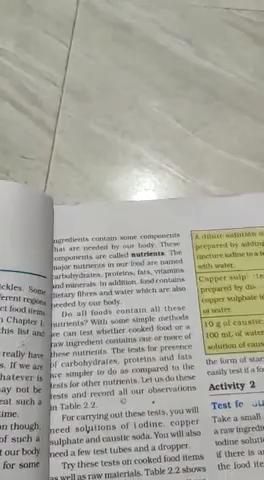 ckles. Some
erent regions
ct food items
n Chapter 1
this list and
really have
s. If we are
hatever is
may not be
eat such a
time.
on though,
of such a
t our body
for some
ngredients contain some components
hat are needed by our body. These
components are called nutrients. The
major nutrients in our food are named
carbohydrates, proteins, fats, vitamins
and minerals. In addition, food contains
dietary fibres and water which are also
needed by our body.
Do all foods contain all these
nutrients? With some simple methods
we can test whether cooked food or a
raw ingredient contains one or more of
these nutrients. The tests for presence
of carbohydrates, proteins and fats
are simpler to do as compared to the
tests for other nutrients. Let us do these
tests and record all our observations
in Table 2.2.
For carrying out these tests, you will
need solutions of iodine, copper
sulphate and caustic soda. You will also
need a few test tubes and a dropper.
Try these tests on cooked food items
as well as raw materials. Table 2.2 shows
A dilute solution
prepared by adding
tincture iodine to a
with water.
Copper sulp
prepared by dis
copper sulphate
of water.
10 g of caustic
100 mL of water
solution of caus
the form of star
easily test if a fo
Activity 2
Test fo
Take a small
a raw ingredi
iodine soluti
if there is an
the food ite